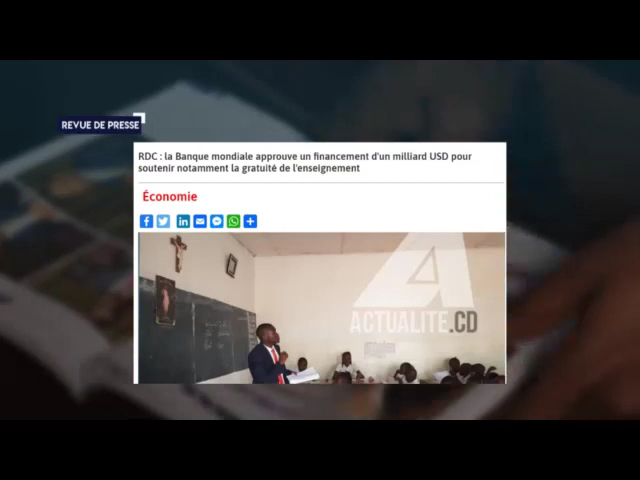 REVUE DE PRESSE
RDC : la Banque mondiale approuve un financement d'un milliard USD pour
soutenir notamment la gratuité de l'enseignement
Économie
ACTUALITE.CD